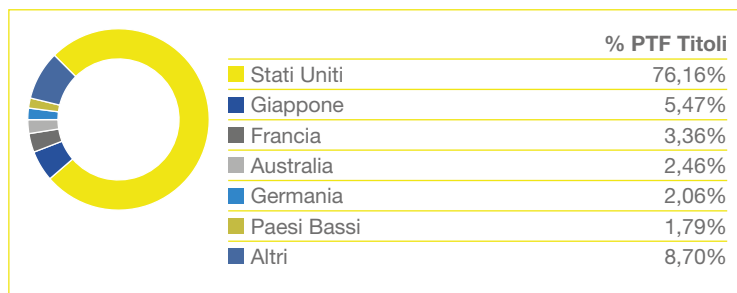 % PTF Titoli
Stati Uniti 76,16%
Giappone 5,47%
Francia 3,36%
Australia 2,46%
Germania 2,06%
Paesi Bassi 1,79%
Altri 8,70%